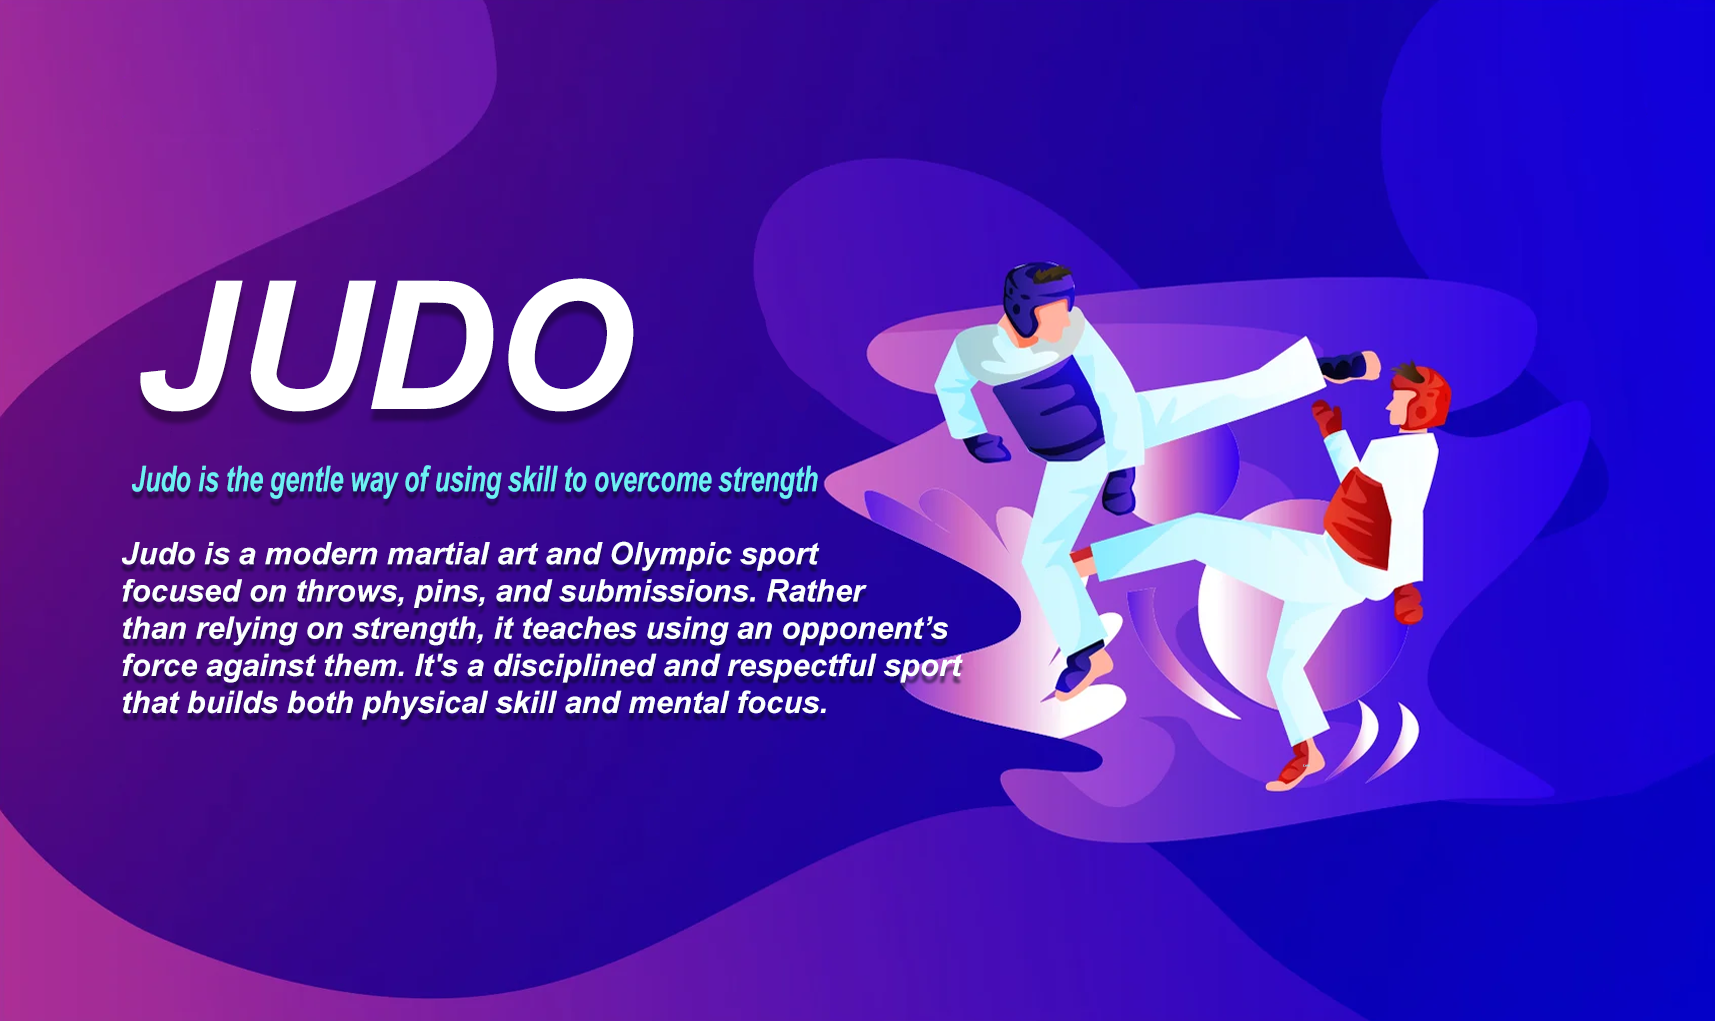 JUDO
Judo is the gentle way of using skill to overcome strength
Judo is a modern martial art and Olympic sport
focused on throws, pins, and submissions. Rather
than relying on strength, it teaches using an opponent’s
force against them. It's a disciplined and respectful sport
that builds both physical skill and mental focus.